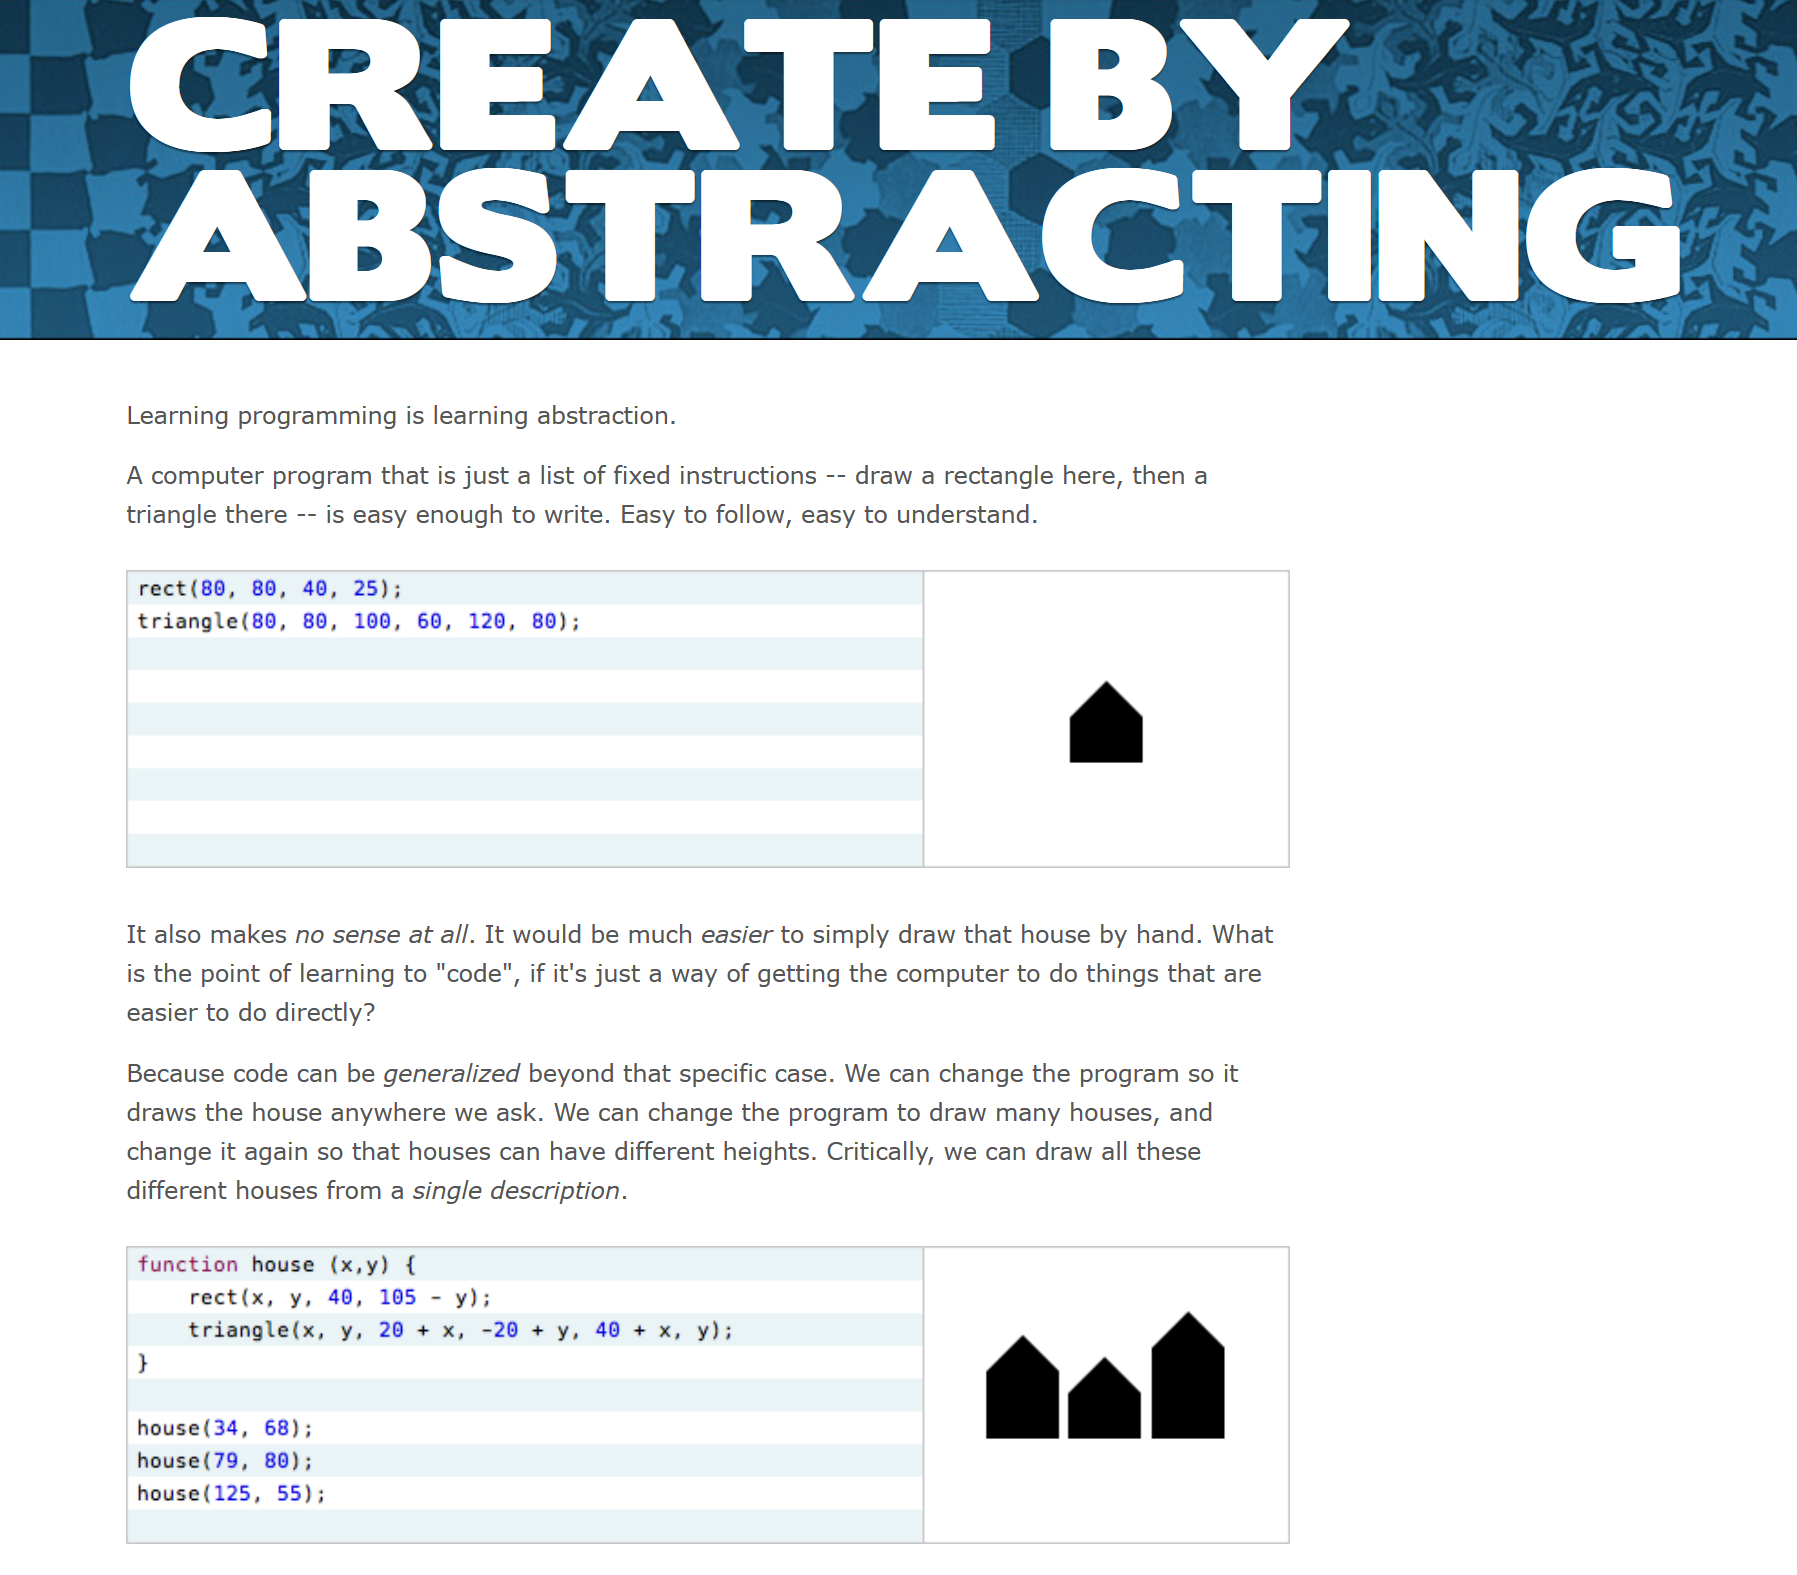 CREATE BY
ABSTRACTING
Learning programming is learning abstraction.
A computer program that is just a list of fixed instructions -- draw a rectangle here, then a
triangle there -- is easy enough to write. Easy to follow, easy to understand.
rect(80, 80, 40, 25);
triangle(80, 80, 100, 60, 120, 80);
It also makes no sense at all. It would be much easier to simply draw that house by hand. What
is the point of learning to "code", if it's just a way of getting the computer to do things that are
easier to do directly?
Because code can be generalized beyond that specific case. We can change the program so it
draws the house anywhere we ask. We can change the program to draw many houses, and
change it again so that houses can have different heights. Critically, we can draw all these
different houses from a single description.
function house (x,y) {
    rect(x, y, 40, 105 - y);
    triangle(x, y, 20 + x, -20 + y, 40 + x, y);
}
house(34, 68);
house(79, 80);
house(125, 55);